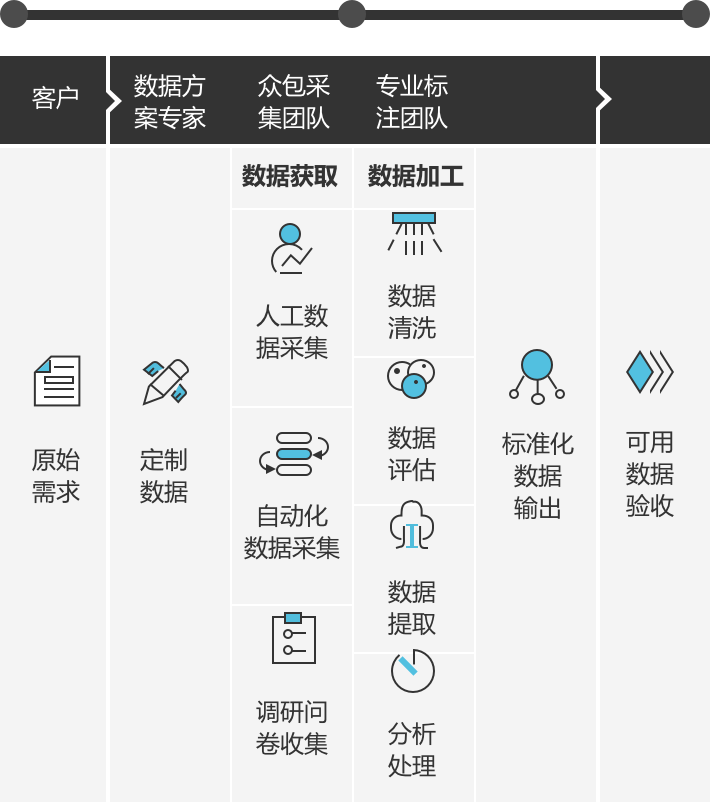 客户
数据方
案专家
众包采
集团队
专业标
注团队
数据获取
数据加工
原始
需求
定制
数据
人工数
据采集
自动化
数据采集
调研问
卷收集
数据
清洗
数据
评估
数据
提取
分析
处理
标准化
数据
输出
可用
数据
验收